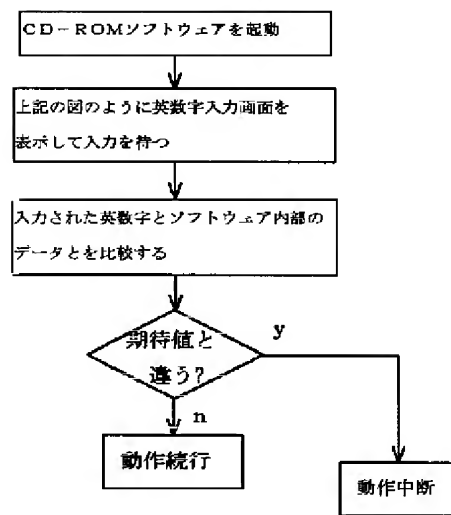 CD－ROMソフトウェアを起動
上記の図のように英数字入力画面を
表示して入力を待つ
入力された英数字とソフトウェア内部の
データとを比較する
期待値と
違う?
y
n
動作続行
動作中断